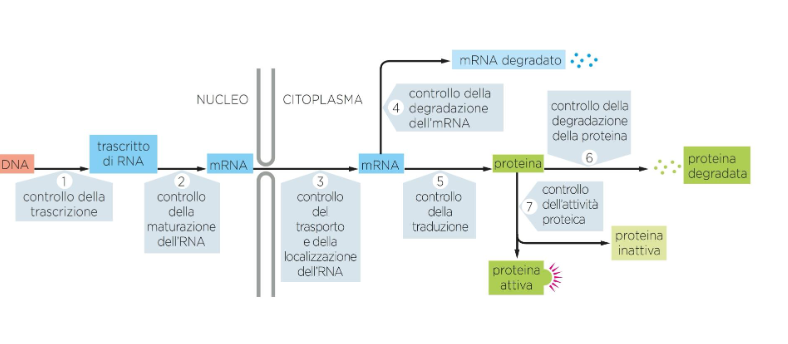 mRNA degradato
NUCLEO
CITOPLASMA
4
controllo della
degradazione
dell'mRNA
controllo della
degradazione
della proteina
6
DNA
trascritto
di RNA
mRNA
mRNA
proteina
proteina
degradata
1
controllo della
trascrizione
2
controllo
della
maturazione
dell'RNA
3
controllo
del
trasporto
e della
localizzazione
dell'RNA
5
controllo
della
traduzione
7
controllo
dell'attività
proteica
proteina
inattiva
proteina
attiva